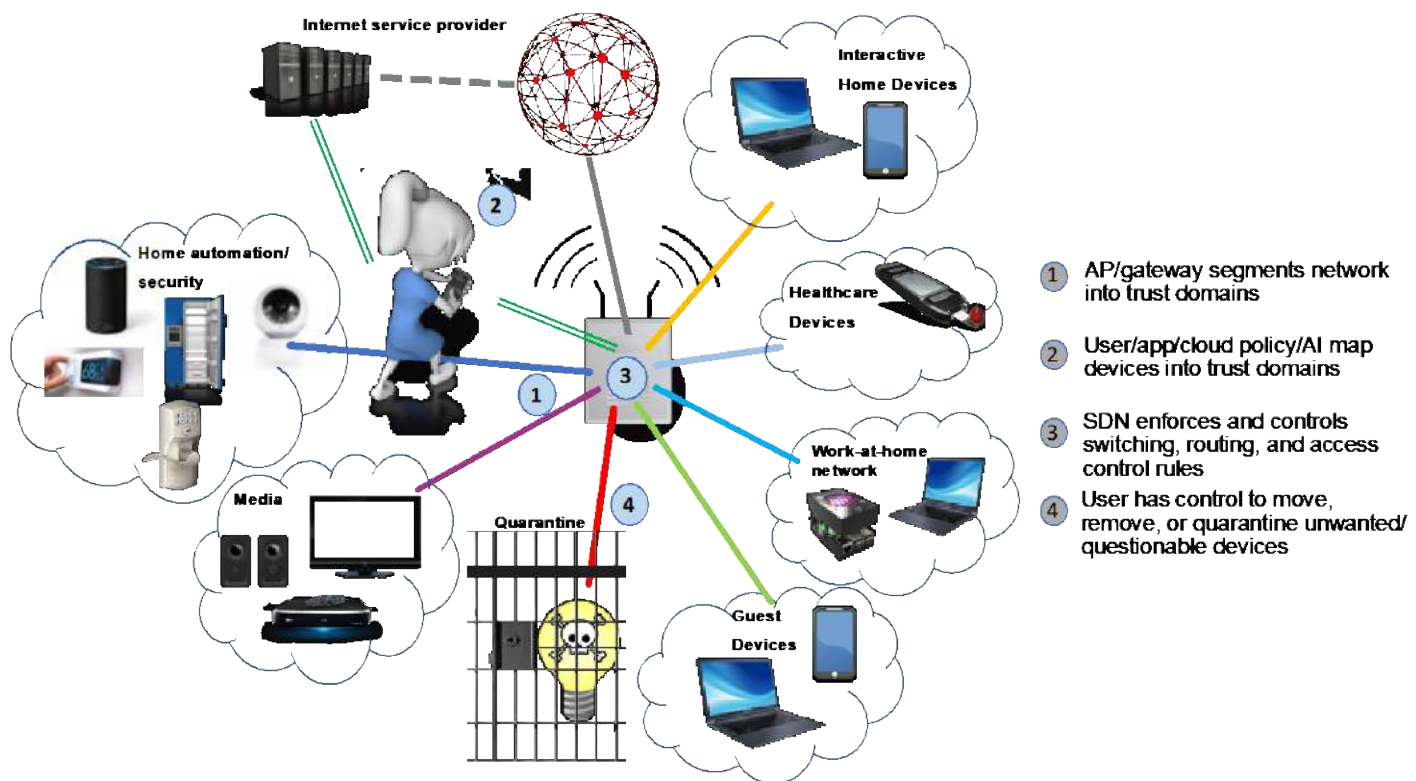 Internet service provider
Interactive
Home Devices
2
Home automation/
security
Healthcare
Devices
3
1
Work-at-home
network
Media
4
Quarantine
Guest
Devices
1 AP/gateway segments network
into trust domains
2 User/app/cloud policy/AI map
devices into trust domains
3 SDN enforces and controls
switching, routing, and access
control rules
4 User has control to move,
remove, or quarantine unwanted/
questionable devices